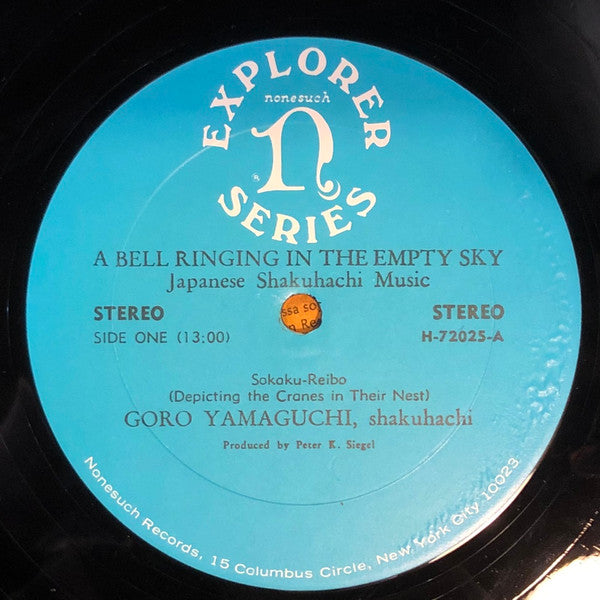 EXPLORER
nonesuch
n
®
SERIES
A BELL RINGING IN THE EMPTY SKY
Japanese Shakuhachi Music
STEREO
STEREO
SIDE ONE (13:00)
H-72025-A
Sokaku-Reibo
(Depicting the Cranes in Their Nest)
GORO YAMAGUCHI, shakuhachi
Produced by Peter K. Siegel
Nonesuch Records, 15 Columbus Circle, New York City 10023